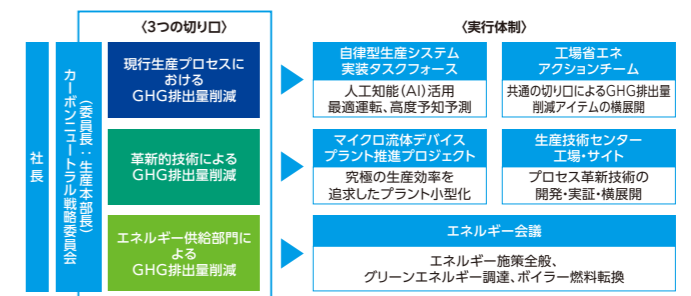 〈3つの切り口〉
〈実行体制〉
社長
カーボンニュートラル戦略委員会
（委員長：生産本部長）
現行生産プロセスに
おける
GHG排出量削減
自律型生産システム
実装タスクフォース
人工知能（AI）活用
最適運転、高度予知予測
工場省エネ
アクションチーム
共通の切り口によるGHG排出量
削減アイテムの横展開
革新的技術による
GHG排出量削減
マイクロ流体デバイス
プラント推進プロジェクト
究極の生産効率を
追求したプラント小型化
生産技術センター
工場・サイト
プロセス革新技術の
開発・実証・横展開
エネルギー供給部門に
よる
GHG排出量削減
エネルギー会議
エネルギー施策全般、
グリーンエネルギー調達、ボイラー燃料転換